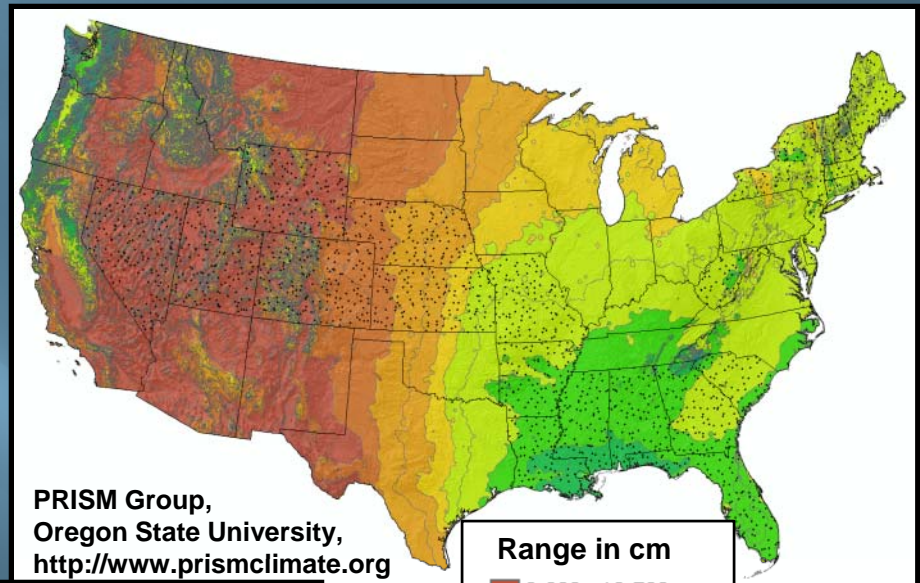 PRISM Group,
Oregon State University,
http://www.prismclimate.org
Range in cm